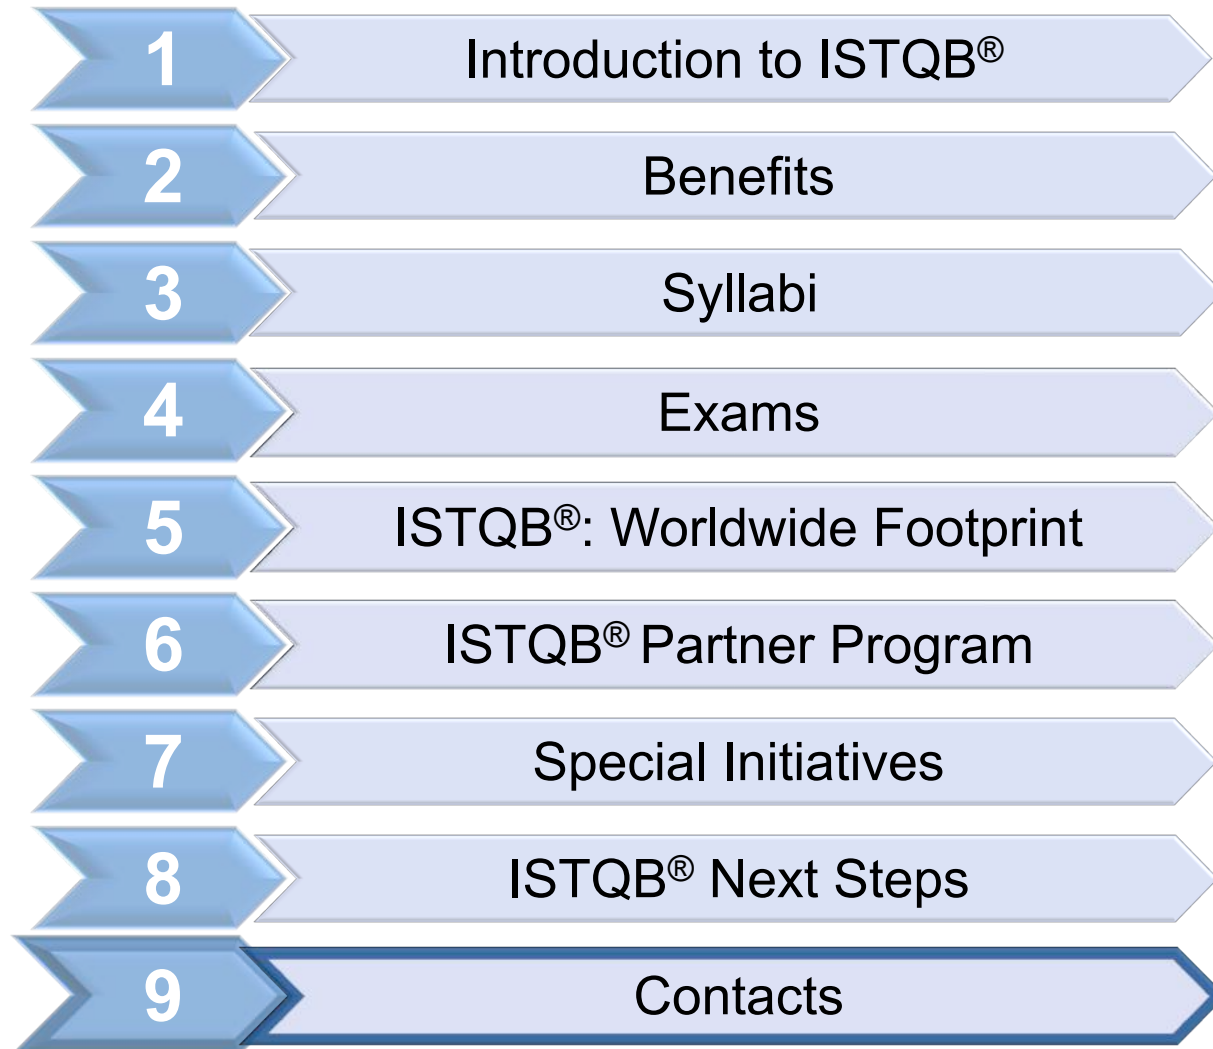 1 Introduction to ISTQB®
2 Benefits
3 Syllabi
4 Exams
5 ISTQB®: Worldwide Footprint
6 ISTQB® Partner Program
7 Special Initiatives
8 ISTQB® Next Steps
9 Contacts